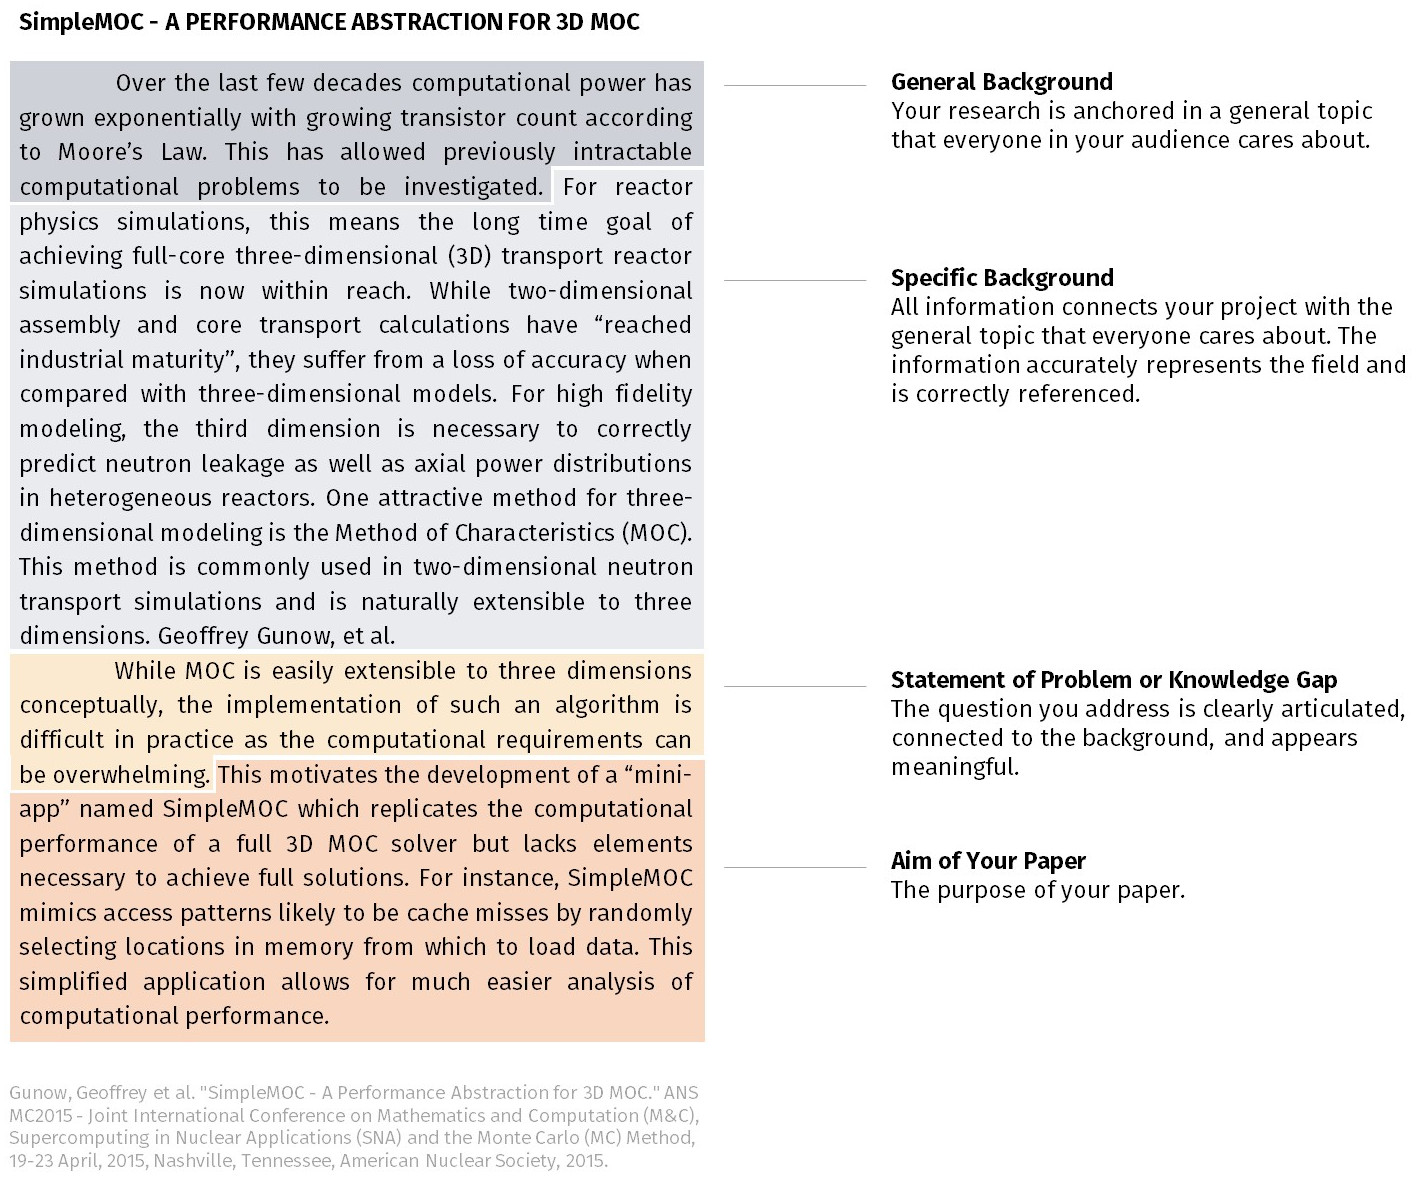 SimpleMOC - A PERFORMANCE ABSTRACTION FOR 3D MOC
Over the last few decades computational power has
grown exponentially with growing transistor count according
to Moore’s Law. This has allowed previously intractable
computational problems to be investigated. For reactor
physics simulations, this means the long time goal of
achieving full-core three-dimensional (3D) transport reactor
simulations is now within reach. While two-dimensional
assembly and core transport calculations have “reached
industrial maturity”, they suffer from a loss of accuracy when
compared with three-dimensional models. For high fidelity
modeling, the third dimension is necessary to correctly
predict neutron leakage as well as axial power distributions
in heterogeneous reactors. One attractive method for three-
dimensional modeling is the Method of Characteristics (MOC).
This method is commonly used in two-dimensional neutron
transport simulations and is naturally extensible to three
dimensions. Geoffrey Gunow, et al.
While MOC is easily extensible to three dimensions
conceptually, the implementation of such an algorithm is
difficult in practice as the computational requirements can
be overwhelming. This motivates the development of a “mini-
app” named SimpleMOC which replicates the computational
performance of a full 3D MOC solver but lacks elements
necessary to achieve full solutions. For instance, SimpleMOC
mimics access patterns likely to be cache misses by randomly
selecting locations in memory from which to load data. This
simplified application allows for much easier analysis of
computational performance.
General Background
Your research is anchored in a general topic
that everyone in your audience cares about.
Specific Background
All information connects your project with the
general topic that everyone cares about. The
information accurately represents the field and
is correctly referenced.
Statement of Problem or Knowledge Gap
The question you address is clearly articulated,
connected to the background, and appears
meaningful.
Aim of Your Paper
The purpose of your paper.
Gunow, Geoffrey et al. "SimpleMOC - A Performance Abstraction for 3D MOC." ANS
MC2015 - Joint International Conference on Mathematics and Computation (M&C),
Supercomputing in Nuclear Applications (SNA) and the Monte Carlo (MC) Method,
19-23 April, 2015, Nashville, Tennessee, American Nuclear Society, 2015.